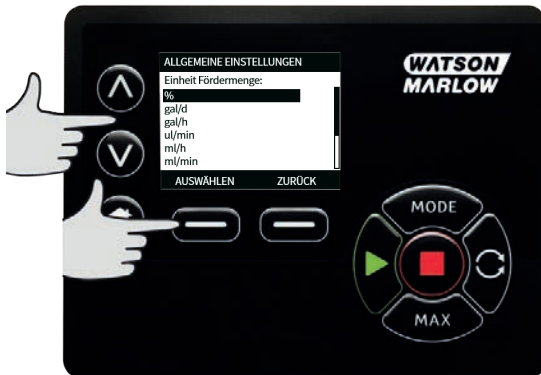 ALLGEMEINE EINSTELLUNGEN
Einheit Fördermenge:
%
gal/d
gal/h
ul/min
ml/h
ml/min
AUSWÄHLEN ZURÜCK
WATSON
MARLOW
MODE
MAX